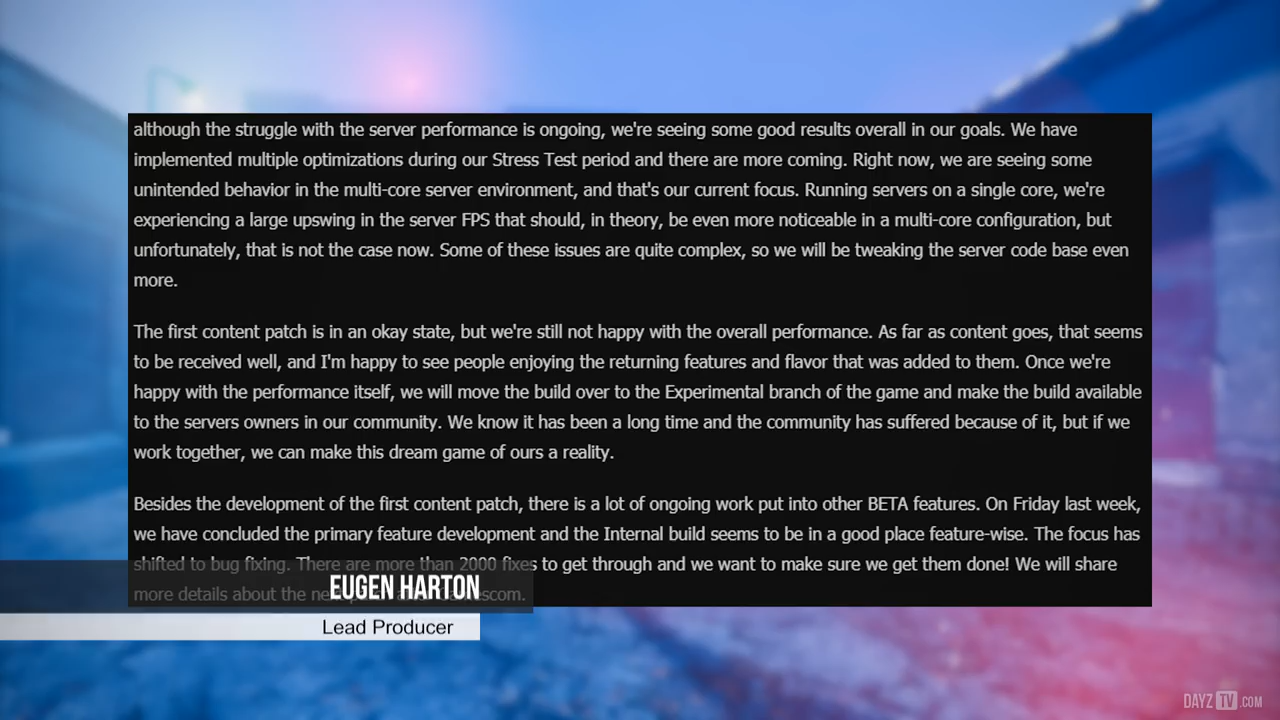 although the struggle with the server performance is ongoing, we're seeing some good results overall in our goals. We have
implemented multiple optimizations during our Stress Test period and there are more coming. Right now, we are seeing some
unintended behavior in the multi-core server environment, and that's our current focus. Running servers on a single core, we're
experiencing a large upswing in the server FPS that should, in theory, be even more noticeable in a multi-core configuration, but
unfortunately, that is not the case now. Some of these issues are quite complex, so we will be tweaking the server code base even
more.
The first content patch is in an okay state, but we're still not happy with the overall performance. As far as content goes, that seems
to be received well, and I'm happy to see people enjoying the returning features and flavor that was added to them. Once we're
happy with the performance itself, we will move the build over to the Experimental branch of the game and make the build available
to the servers owners in our community. We know it has been a long time and the community has suffered because of it, but if we
work together, we can make this dream game of ours a reality.
Besides the development of the first content patch, there is a lot of ongoing work put into other BETA features. On Friday last week,
we have concluded the primary feature development and the Internal build seems to be in a good place feature-wise. The focus has
shifted to bug fixing. There are more than 2000 fixes to get through and we want to make sure we get them done! We will share
more details about the
EUGEN HARTON
Lead Producer
DAYZ TV .COM